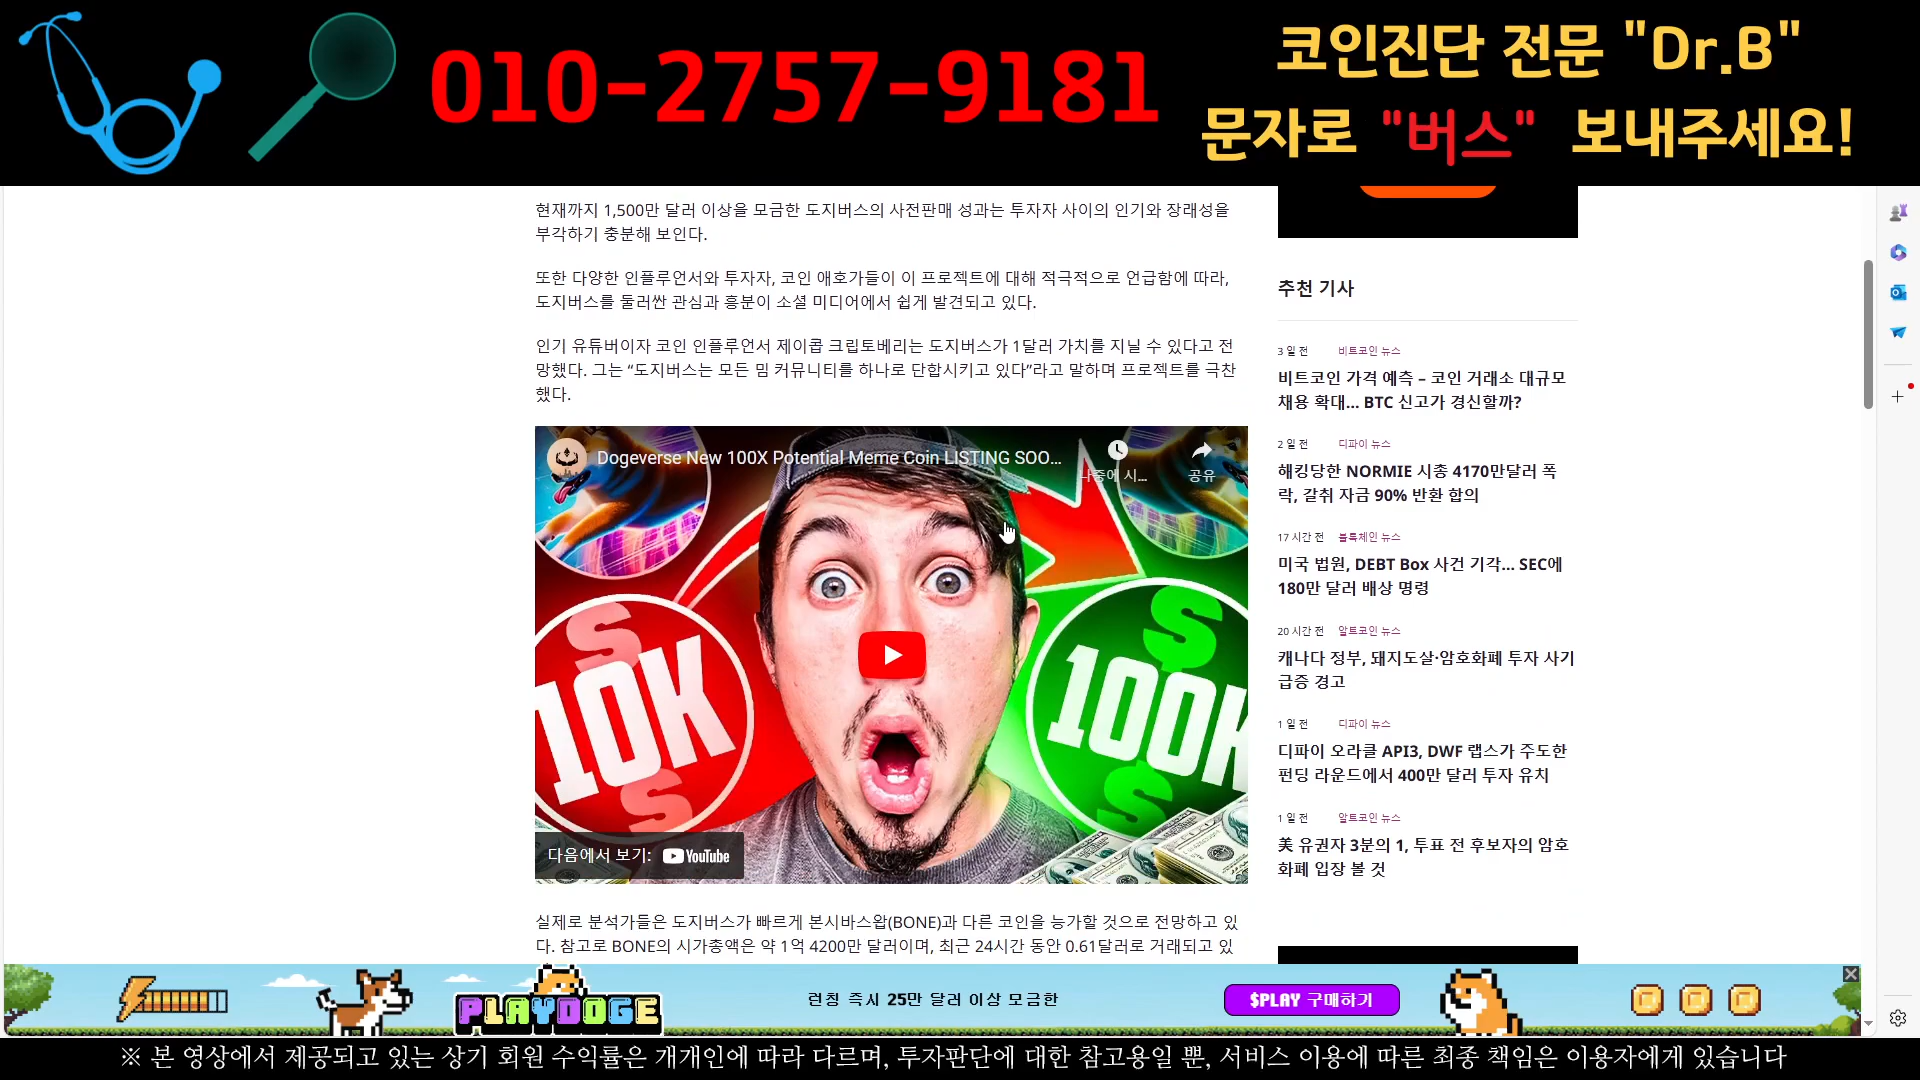 010-2757-9181
코인진단 전문 "Dr.B"
문자로 "버스" 보내주세요!
현재까지 1,500만 달러 이상을 모금한 도지버스의 사전판매 성과는 투자자 사이의 인기와 장래성을
부각하기 충분해 보인다.
또한 다양한 인플루언서와 투자자, 코인 애호가들이 이 프로젝트에 대해 적극적으로 언급함에 따라,
도지버스를 둘러싼 관심과 흥분이 소셜 미디어에서 쉽게 발견되고 있다.
인기 유튜버이자 코인 인플루언서 제이콥 크립토베리는 도지버스가 1달러 가치를 지닐 수 있다고 전
망했다. 그는 “도지버스는 모든 밈 커뮤니티를 하나로 단합시키고 있다”라고 말하며 프로젝트를 극찬
했다.
Dogeverse New 100X Potential Meme Coin LISTING SOO...
나중에 시...
공유
$ 10K $
$ 100K $
다음에서 보기: YouTube
실제로 분석가들은 도지버스가 빠르게 본시바스왑(BONE)과 다른 코인을 능가할 것으로 전망하고 있
다. 참고로 BONE의 시가총액은 약 1억 4200만 달러이며, 최근 24시간 동안 0.61달러로 거래되고 있
추천 기사
3 일 전 비트코인 뉴스
비트코인 가격 예측 – 코인 거래소 대규모
채용 확대... BTC 신고가 경신할까?
2 일 전 디파이 뉴스
해킹당한 NORMIE 시총 4170만달러 폭
락, 갈취 자금 90% 반환 합의
17 시간 전 블록체인 뉴스
미국 법원, DEBT Box 사건 기각... SEC에
180만 달러 배상 명령
20 시간 전 알트코인 뉴스
캐나다 정부, 돼지도살·암호화폐 투자 사기
급증 경고
1 일 전 디파이 뉴스
디파이 오라클 API3, DWF 랩스가 주도한
펀딩 라운드에서 400만 달러 투자 유치
1 일 전 알트코인 뉴스
美 유권자 3분의 1, 투표 전 후보자의 암호
화폐 입장 볼 것
PLAYDOGE
런칭 즉시 25만 달러 이상 모금한
$PLAY 구매하기
※ 본 영상에서 제공되고 있는 상기 회원 수익률은 개개인에 따라 다르며, 투자판단에 대한 참고용일 뿐, 서비스 이용에 따른 최종 책임은 이용자에게 있습니다